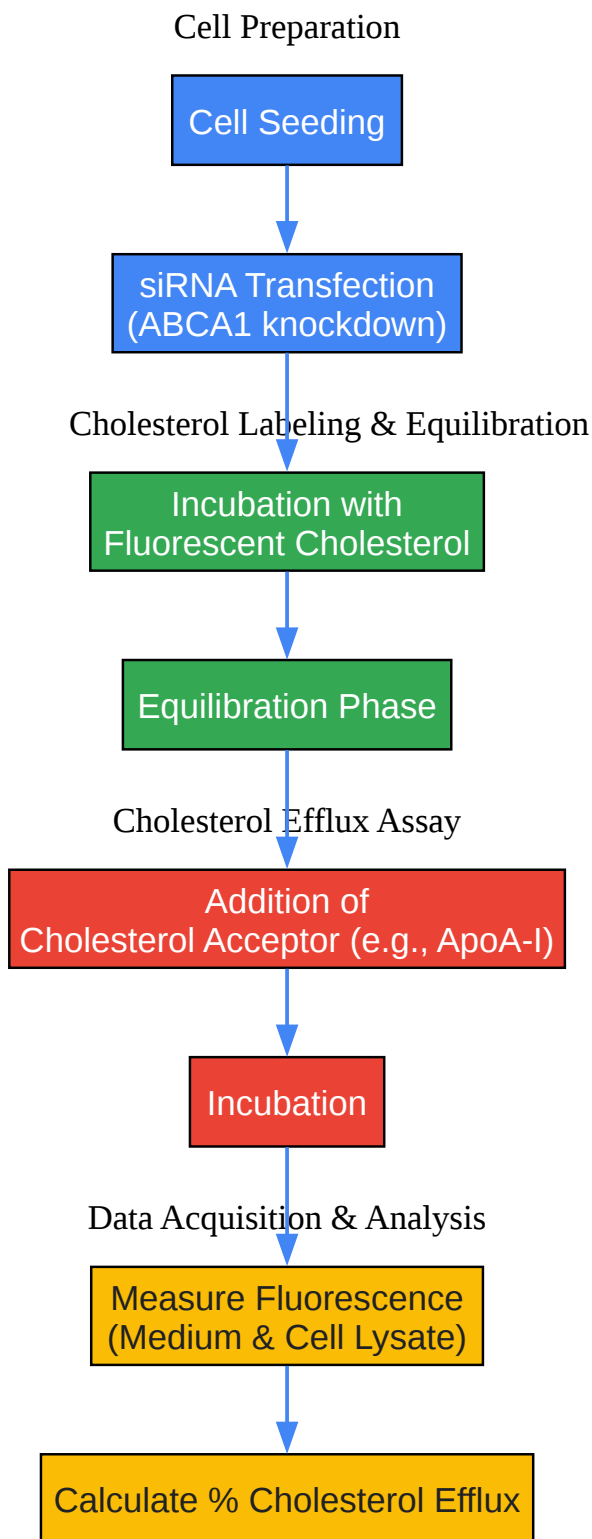 Cell Preparation
Cell Seeding
siRNA Transfection
(ABCA1 knockdown)
Cholesterol Labeling & Equilibration
Incubation with
Fluorescent Cholesterol
Equilibration Phase
Cholesterol Efflux Assay
Addition of
Cholesterol Acceptor (e.g., ApoA-I)
Incubation
Data Acquisition & Analysis
Measure Fluorescence
(Medium & Cell Lysate)
Calculate % Cholesterol Efflux